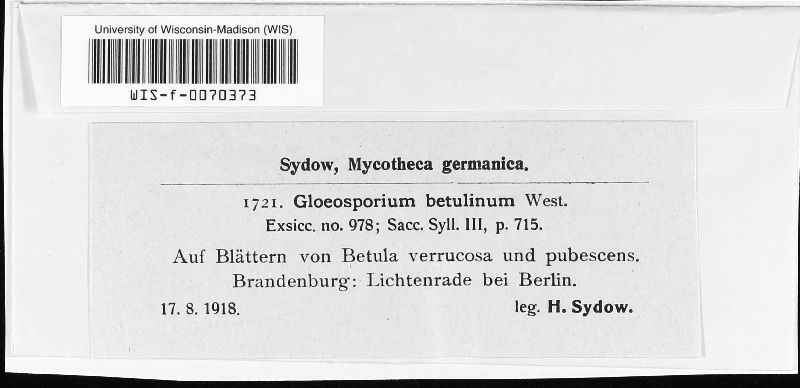 University of Wisconsin-Madison (WIS)
WIS-f-0070373
Sydow, Mycotheca germanica.
1721. Gloeosporium betulinum West.
Exsicc. no. 978; Sacc. Syll. III, p. 715.
Auf Blättern von Betula verrucosa und pubescens.
Brandenburg: Lichtenrade bei Berlin.
17. 8. 1918. leg. H. Sydow.